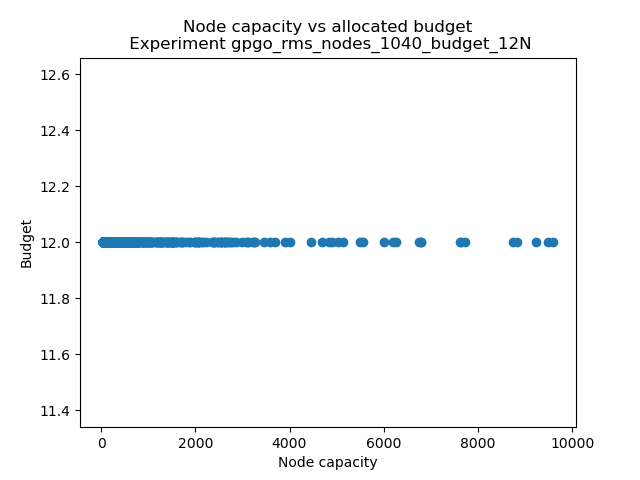 Node capacity vs allocated budget
Experiment gpgo_rms_nodes_1040_budget_12N
12.6
12.4
12.2
12.0
11.8
11.6
11.4
Budget
0 2000 4000 6000 8000 10000
Node capacity